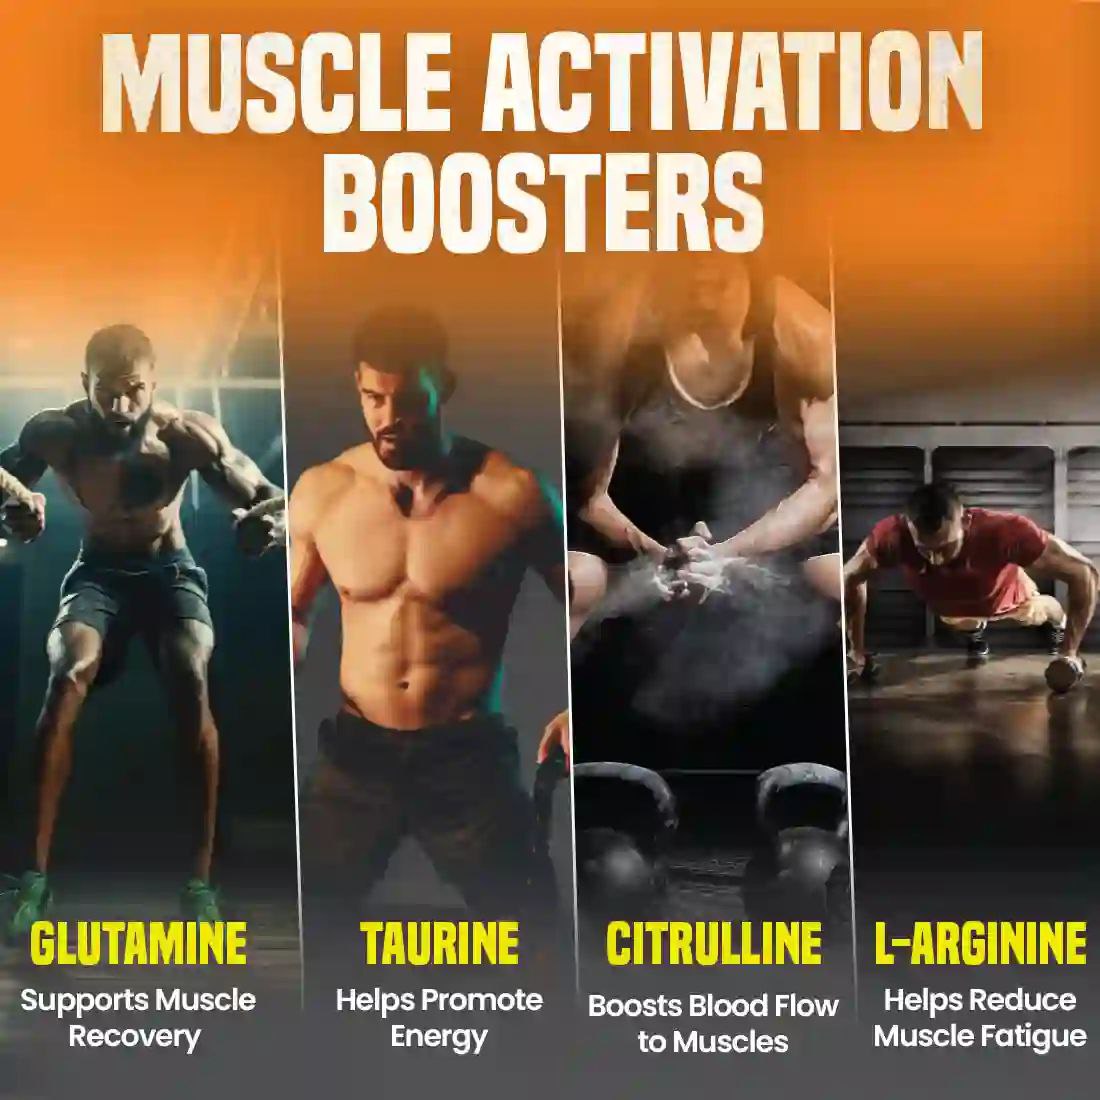 MUSCLE ACTIVATION
BOOSTERS
GLUTAMINE
Supports Muscle
Recovery
TAURINE
Helps Promote
Energy
CITRULLINE
Boosts Blood Flow
to Muscles
L-ARGININE
Helps Reduce
Muscle Fatigue